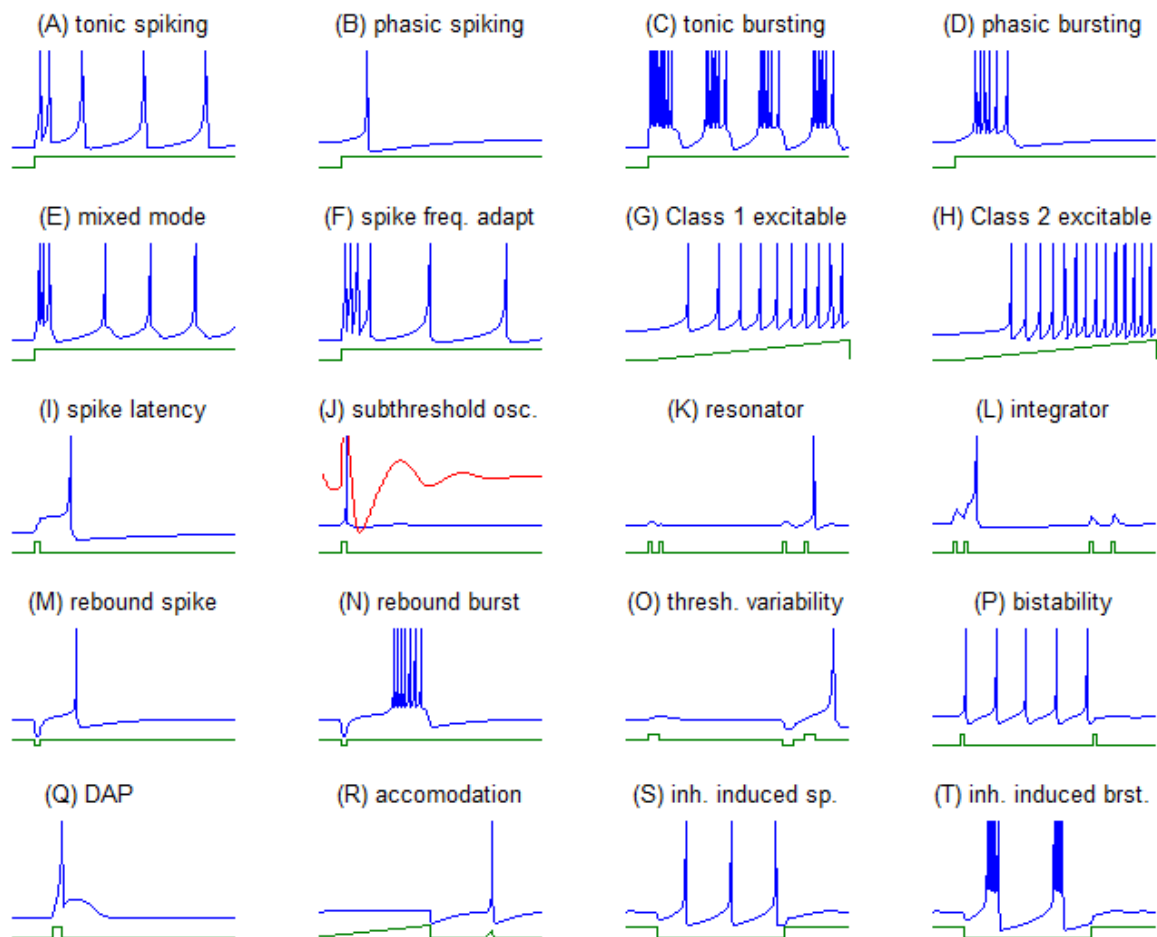 (A) tonic spiking
(B) phasic spiking
(C) tonic bursting
(D) phasic bursting
(E) mixed mode
(F) spike freq. adapt
(G) Class 1 excitable
(H) Class 2 excitable
(I) spike latency
(J) subthreshold osc.
(K) resonator
(L) integrator
(M) rebound spike
(N) rebound burst
(O) thresh. variability
(P) bistability
(Q) DAP
(R) accomodation
(S) inh. induced sp.
(T) inh. induced brst.